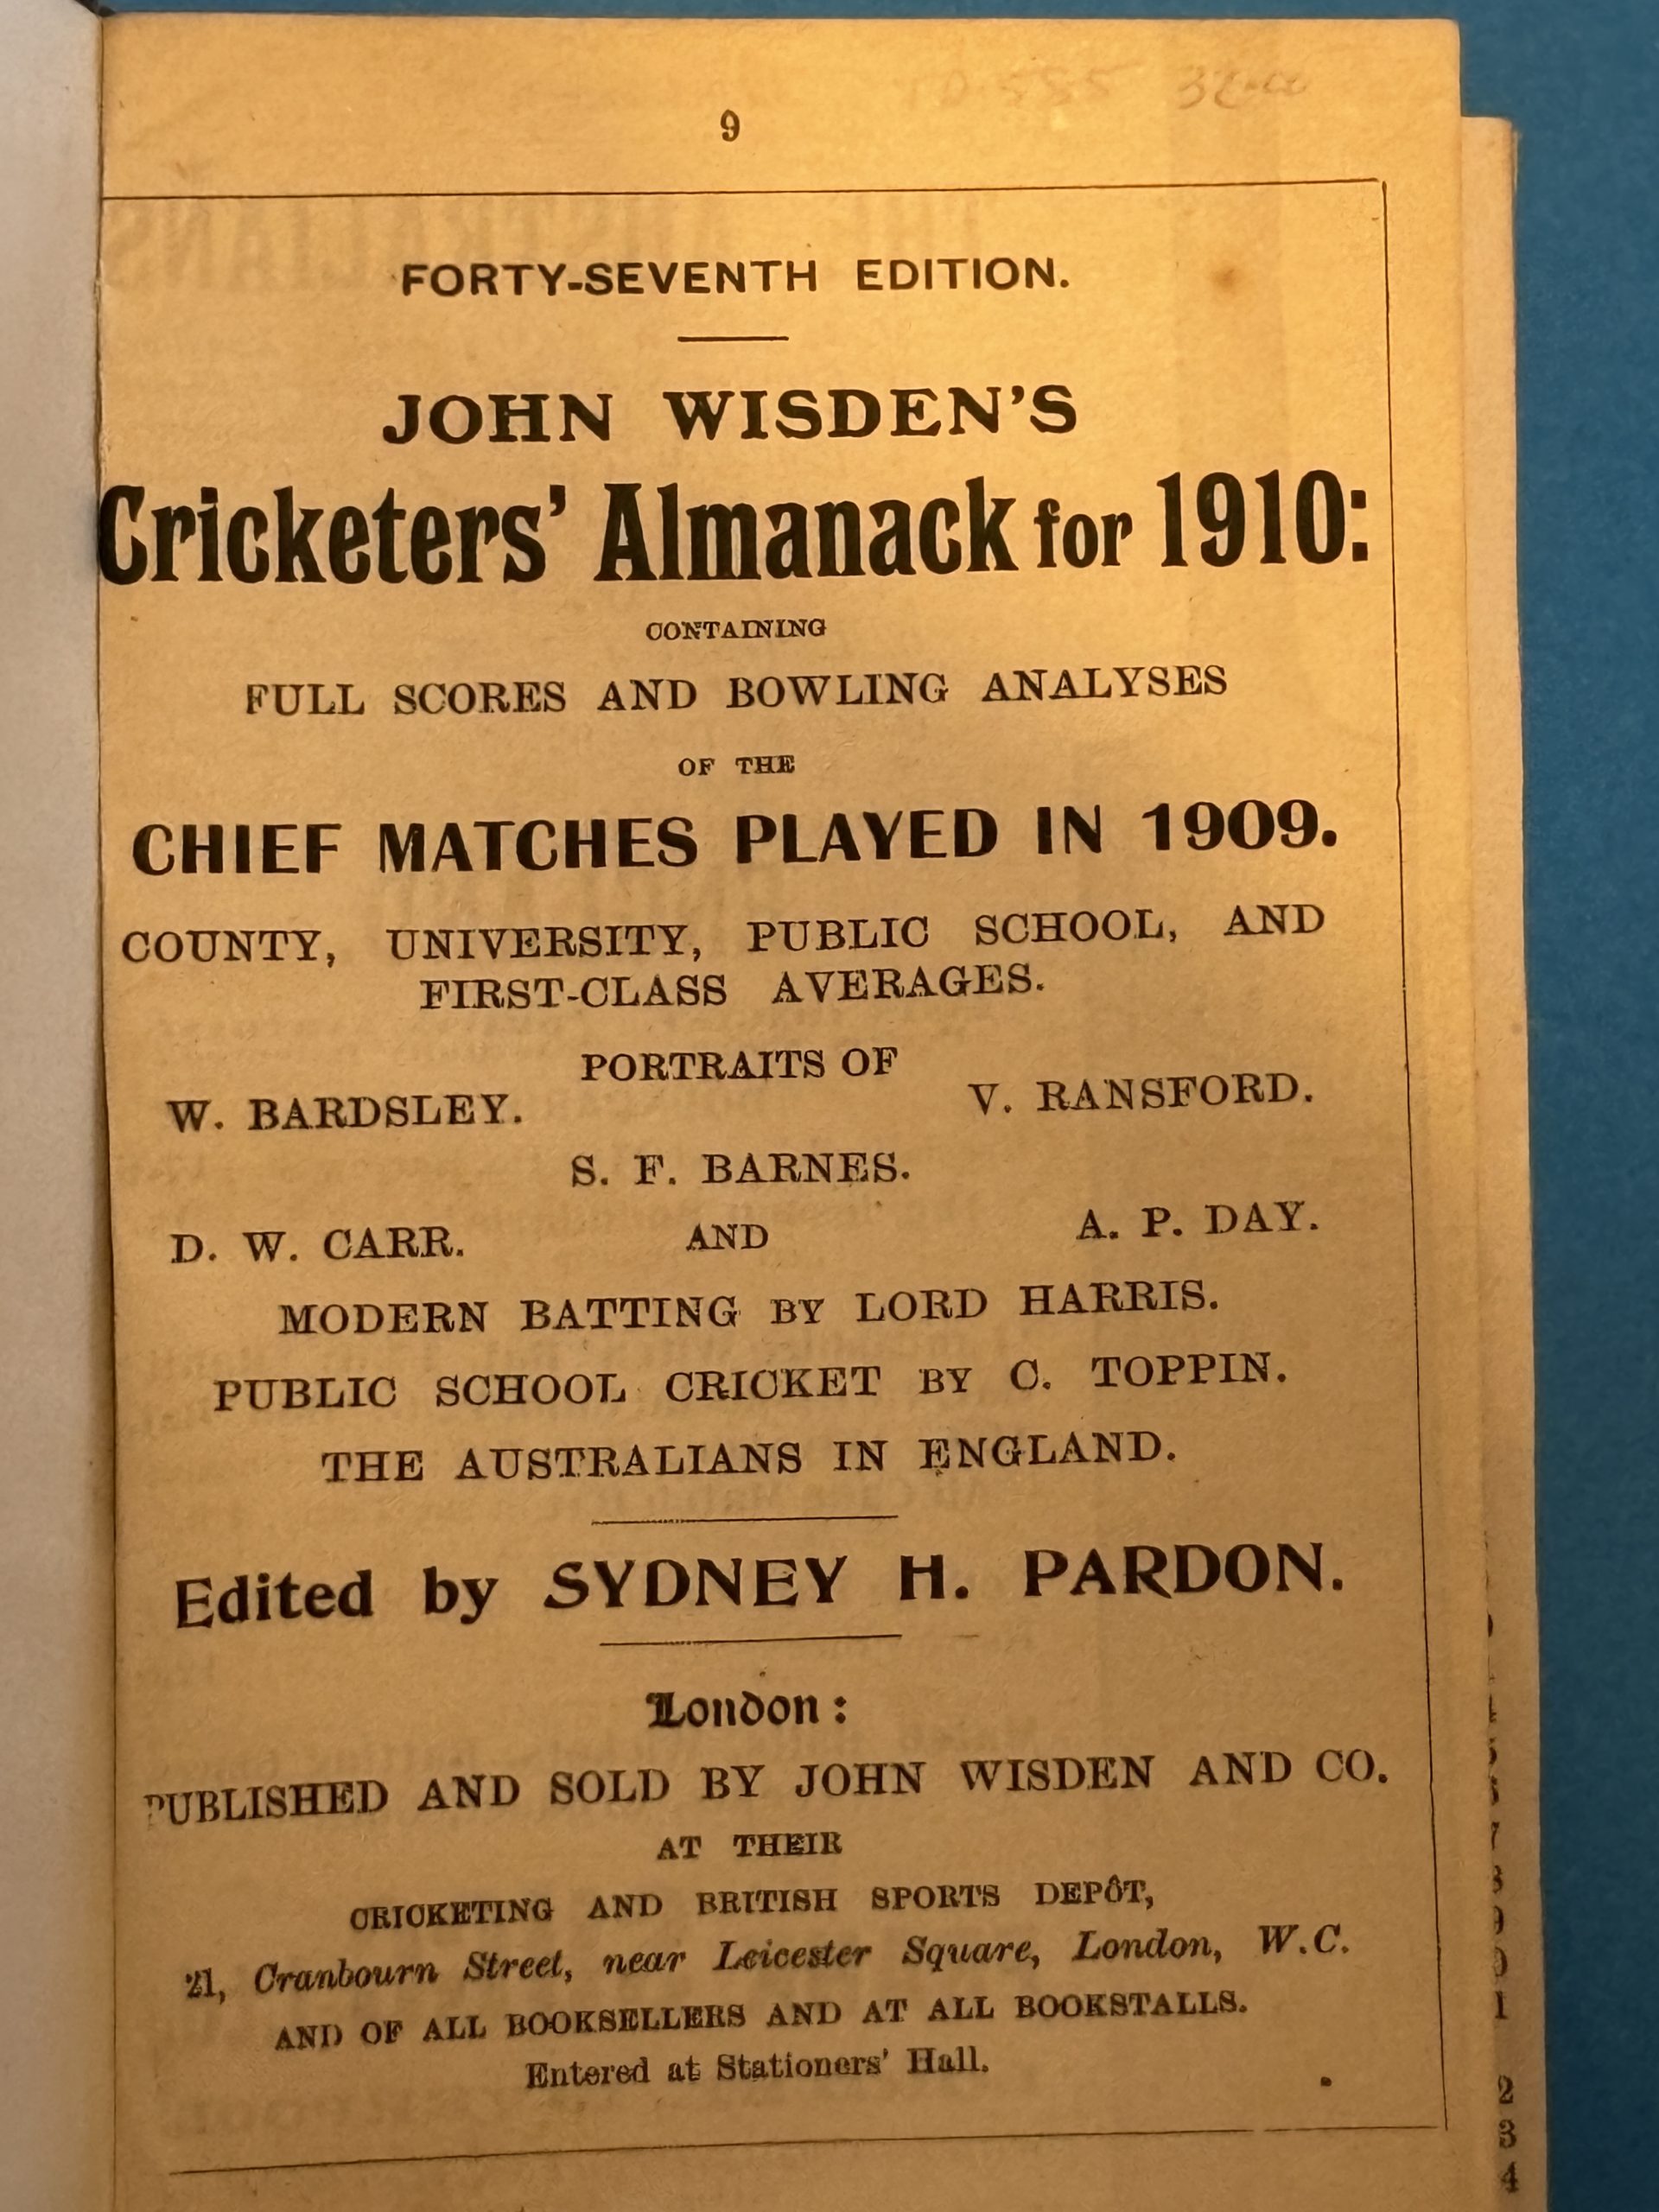 9
FORTY-SEVENTH EDITION.
JOHN WISDEN'S
Cricketers' Almanack for 1910:
CONTAINING
FULL SCORES AND BOWLING ANALYSES
OF THE
CHIEF MATCHES PLAYED IN 1909.
COUNTY, UNIVERSITY, PUBLIC SCHOOL, AND
FIRST-CLASS AVERAGES.
PORTRAITS OF
W. BARDSLEY. V. RANSFORD.
S. F. BARNES.
D. W. CARR. AND A. P. DAY.
MODERN BATTING BY LORD HARRIS.
PUBLIC SCHOOL CRICKET BY C. TOPPIN.
THE AUSTRALIANS IN ENGLAND.
Edited by SYDNEY H. PARDON.
London:
PUBLISHED AND SOLD BY JOHN WISDEN AND CO.
AT THEIR
CRICKETING AND BRITISH SPORTS DEPÔT,
21, Cranbourn Street, near Leicester Square, London, W.C.
AND OF ALL BOOKSELLERS AND AT ALL BOOKSTALLS.
Entered at Stationers' Hall.